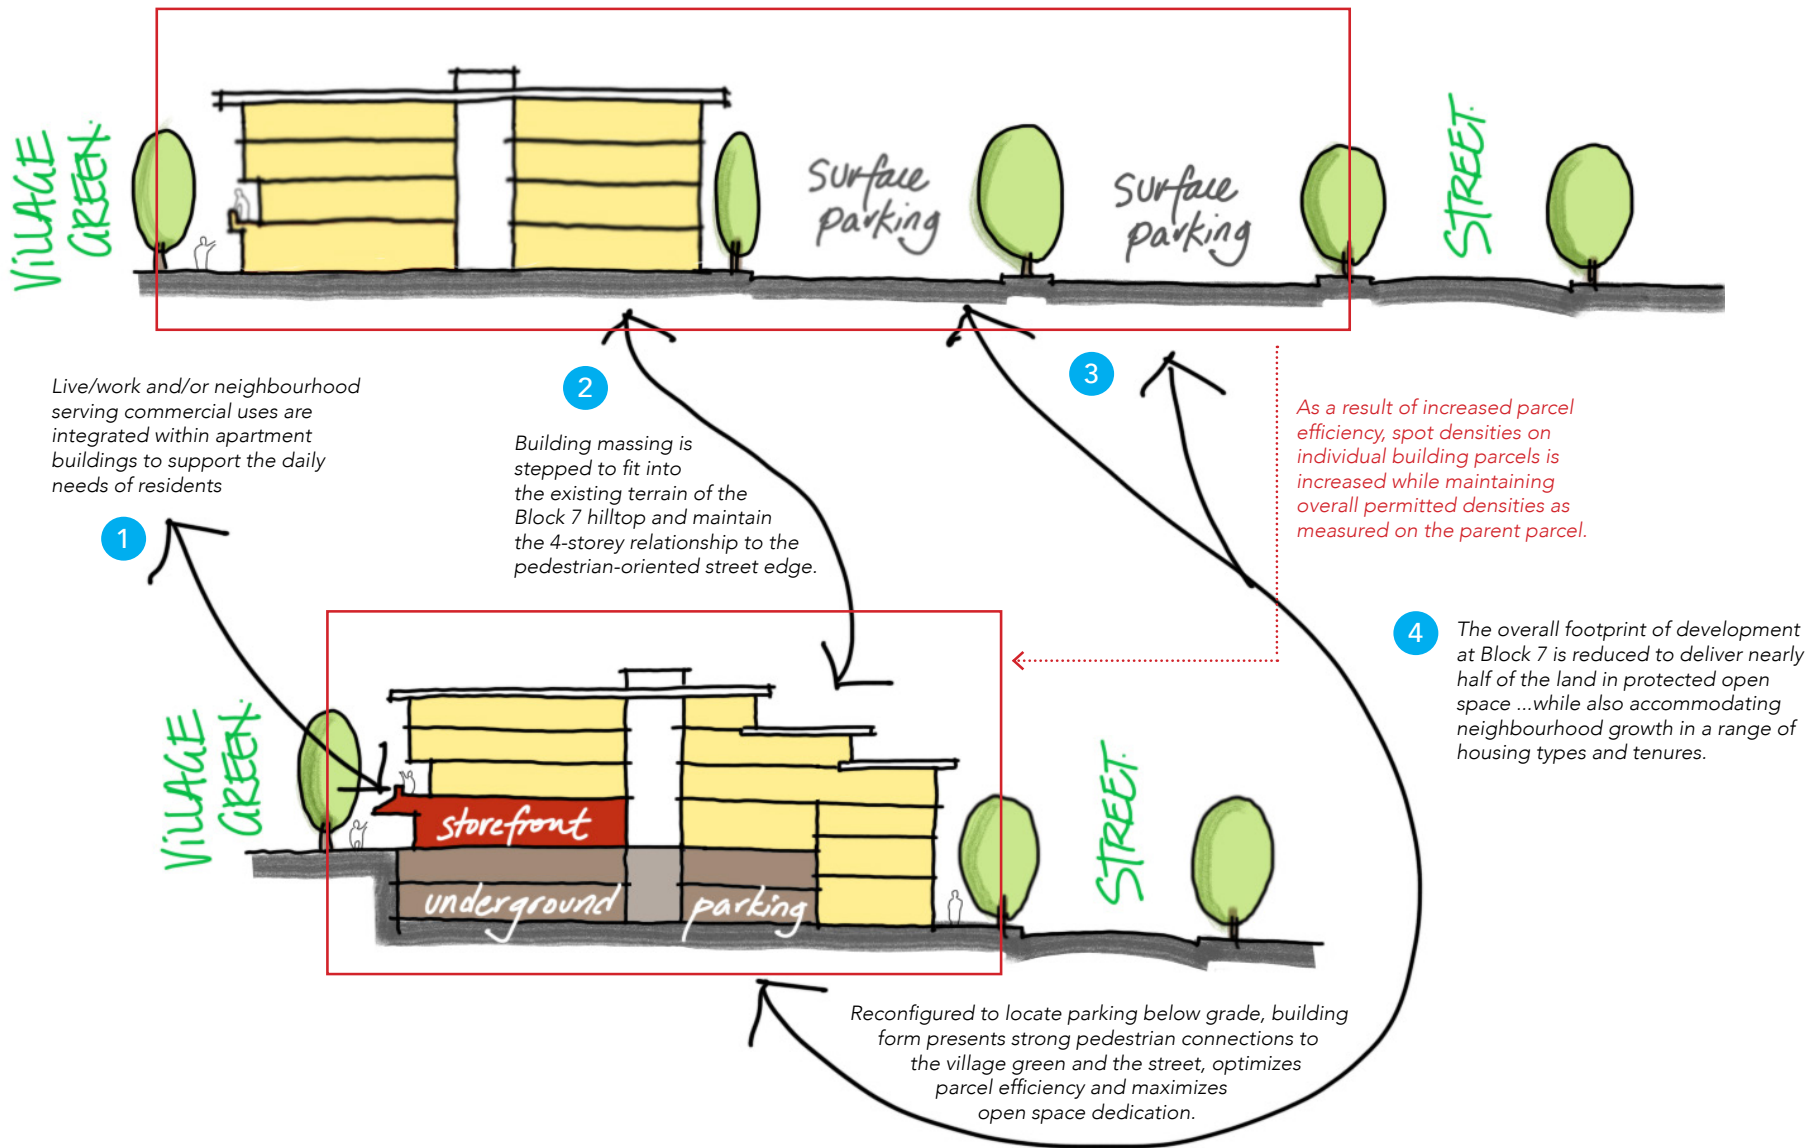 VILLAGE
GREEN.
Surface
parking
Surface
parking
STREET.
1
Live/work and/or neighbourhood
serving commercial uses are
integrated within apartment
buildings to support the daily
needs of residents
2
Building massing is
stepped to fit into
the existing terrain of the
Block 7 hilltop and maintain
the 4-storey relationship to the
pedestrian-oriented street edge.
3
As a result of increased parcel
efficiency, spot densities on
individual building parcels is
increased while maintaining
overall permitted densities as
measured on the parent parcel.
4
The overall footprint of development
at Block 7 is reduced to deliver nearly
half of the land in protected open
space ...while also accommodating
neighbourhood growth in a range of
housing types and tenures.
VILLAGE
GREEN.
storefront
underground parking
STREET.
Reconfigured to locate parking below grade, building
form presents strong pedestrian connections to
the village green and the street, optimizes
parcel efficiency and maximizes
open space dedication.